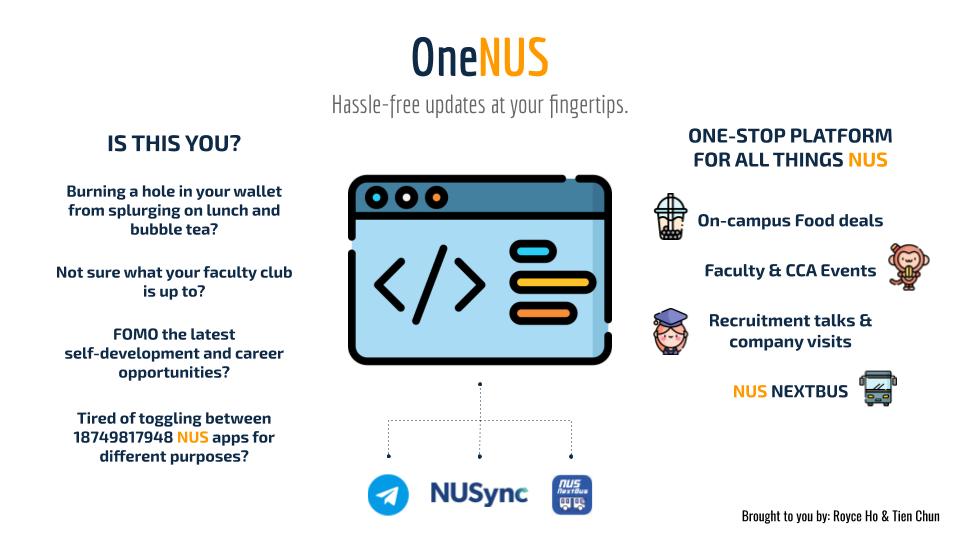 OneNUS
Hassle-free updates at your fingertips.
IS THIS YOU?
Burning a hole in your wallet
from splurging on lunch and
bubble tea?
Not sure what your faculty club
is up to?
FOMO the latest
self-development and career
opportunities?
Tired of toggling between
18749817948 NUS apps for
different purposes?
</>
NUSync
nus
NextBus
ONE-STOP PLATFORM
FOR ALL THINGS NUS
On-campus Food deals
Faculty & CCA Events
Recruitment talks &
company visits
NUS NEXTBUS
Brought to you by: Royce Ho & Tien Chun